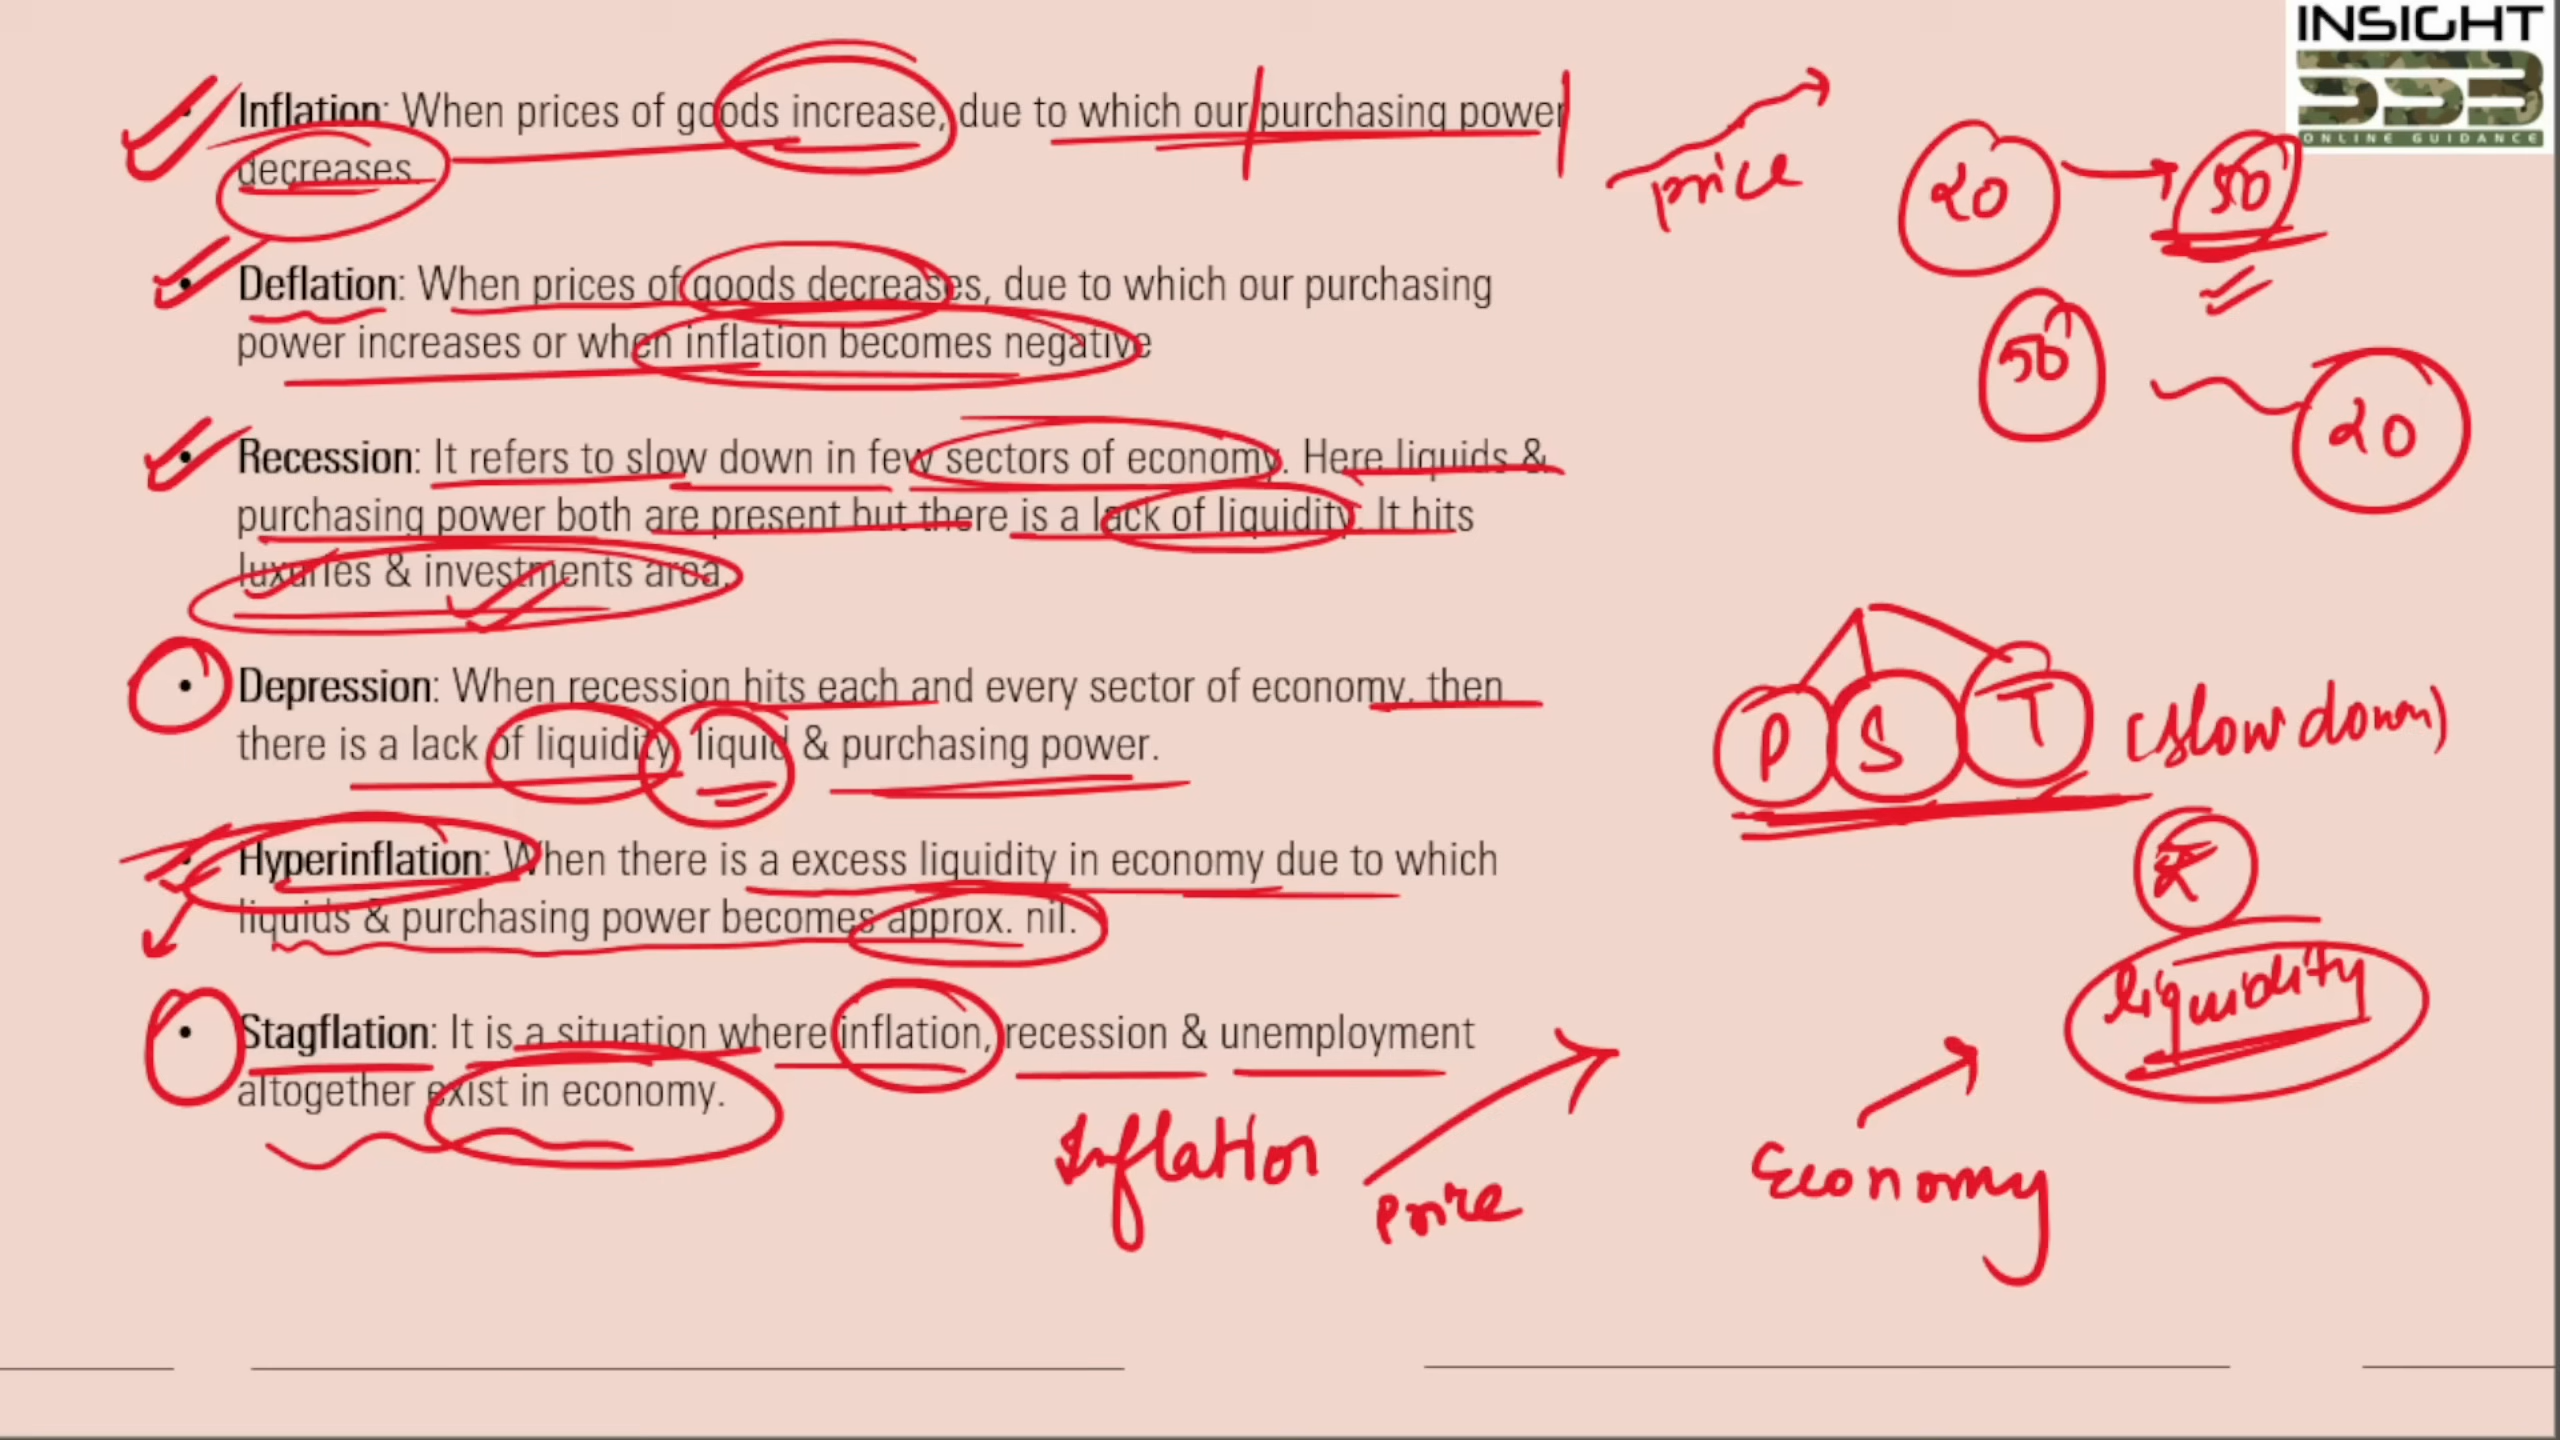 INSIGHT
SSB
ONLINE GUIDANCE
• Inflation: When prices of goods increase, due to which our purchasing power
decreases.
price
20
50
• Deflation: When prices of goods decreases, due to which our purchasing
power increases or when inflation becomes negative
50
20
• Recession: It refers to slow down in few sectors of economy. Here liquids &
purchasing power both are present but there is a lack of liquidity. It hits
luxuries & investments area.
• Depression: When recession hits each and every sector of economy, then
there is a lack of liquidity liquid & purchasing power.
P S T (slow down)
• Hyperinflation: When there is a excess liquidity in economy due to which
liquids & purchasing power becomes approx. nil.
₹
liquidity
• Stagflation: It is a situation where inflation, recession & unemployment
altogether exist in economy.
Inflation
Price
Economy